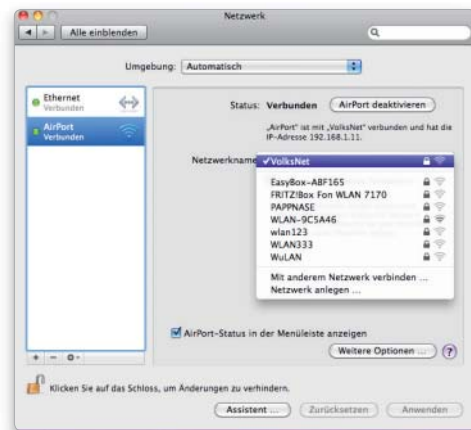 Netzwerk
Alle einblenden
Umgebung: Automatisch
Ethernet
Verbunden
AirPort
Verbunden
Status: Verbunden
AirPort deaktivieren
„AirPort“ ist mit „VolksNet“ verbunden und hat die
IP-Adresse 192.168.1.11.
Netzwerkname
✓VolksNet
EasyBox-ABF165
FRITZ!Box Fon WLAN 7170
PAPPNASE
WLAN-9C5A46
wlan123
WLAN333
WuLAN
Mit anderem Netzwerk verbinden ...
Netzwerk anlegen ...
AirPort-Status in der Menüleiste anzeigen
Weitere Optionen ...
?
+ −
Klicken Sie auf das Schloss, um Änderungen zu verhindern.
Assistent ... Zurücksetzen Anwenden